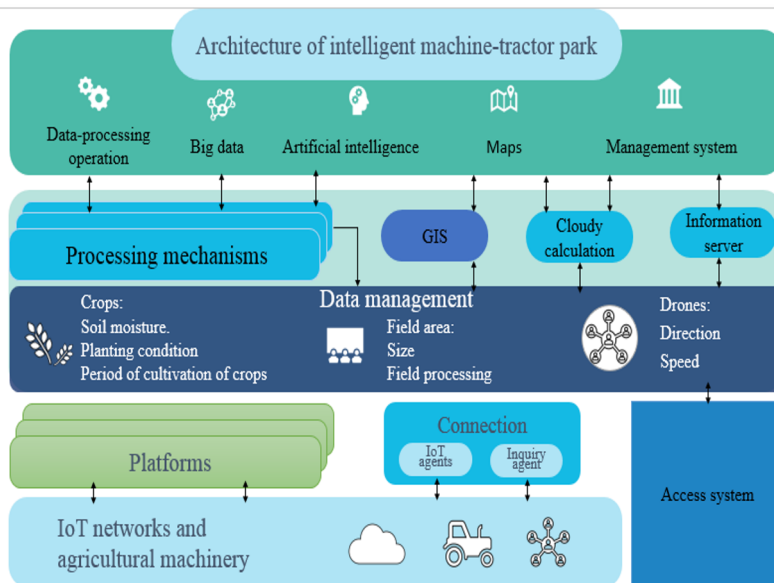 Architecture of intelligent machine-tractor park
Data-processing
operation
Big data
Artificial intelligence
Maps
Management system
Processing mechanisms
GIS
Cloudy
calculation
Information
server
Data management
Crops:
Soil moisture.
Planting condition
Period of cultivation of crops
Field area:
Size
Field processing
Drones:
Direction
Speed
Platforms
Connection
IoT
agents
Inquiry
agent
Access system
IoT networks and
agricultural machinery